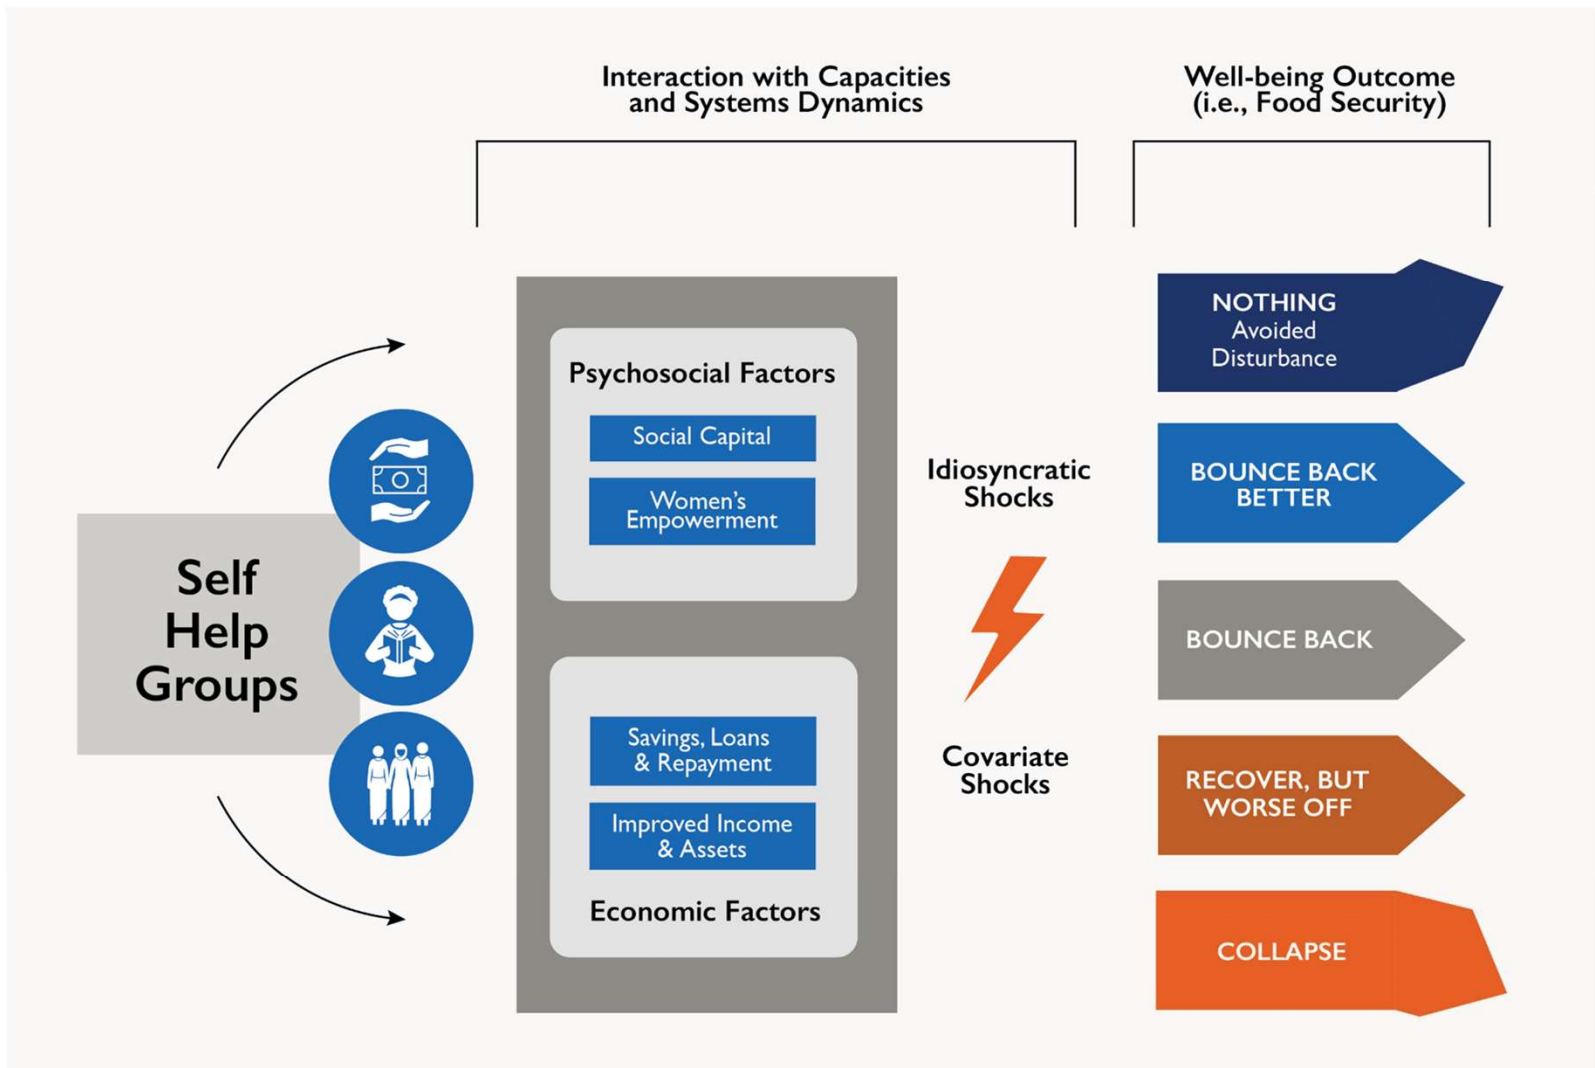 Interaction with Capacities
and Systems Dynamics
Well-being Outcome
(i.e., Food Security)
Self
Help
Groups
Psychosocial Factors
Social Capital
Women's
Empowerment
Savings, Loans
& Repayment
Improved Income
& Assets
Economic Factors
Idiosyncratic
Shocks
Covariate
Shocks
NOTHING
Avoided
Disturbance
BOUNCE BACK
BETTER
BOUNCE BACK
RECOVER, BUT
WORSE OFF
COLLAPSE